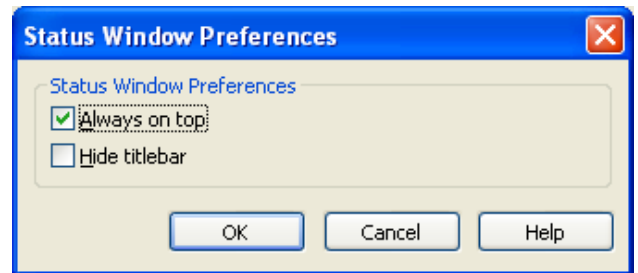 Status Window Preferences
Status Window Preferences
Always on top
Hide titlebar
OK Cancel Help